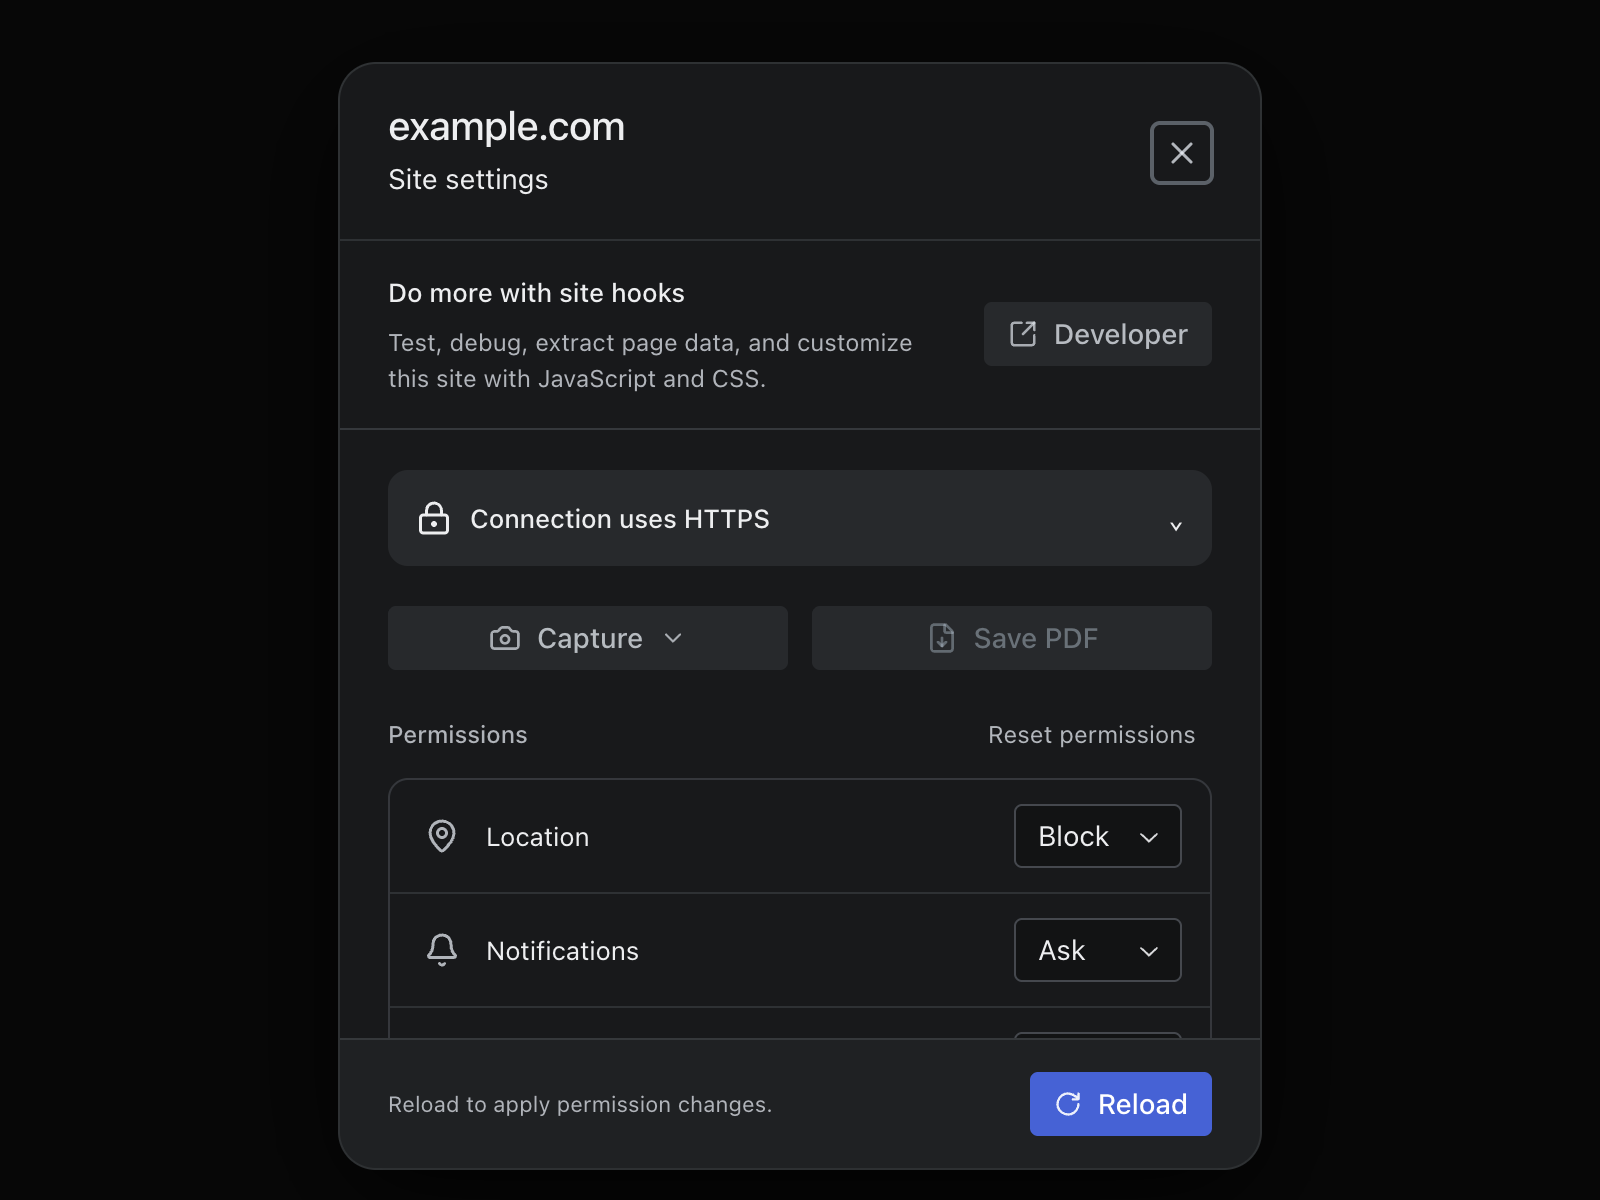 example.com
Site settings
Do more with site hooks
Test, debug, extract page data, and customize
this site with JavaScript and CSS.
Developer
Connection uses HTTPS
Capture
Save PDF
Permissions
Reset permissions
Location
Block
Notifications
Ask
Reload to apply permission changes.
Reload